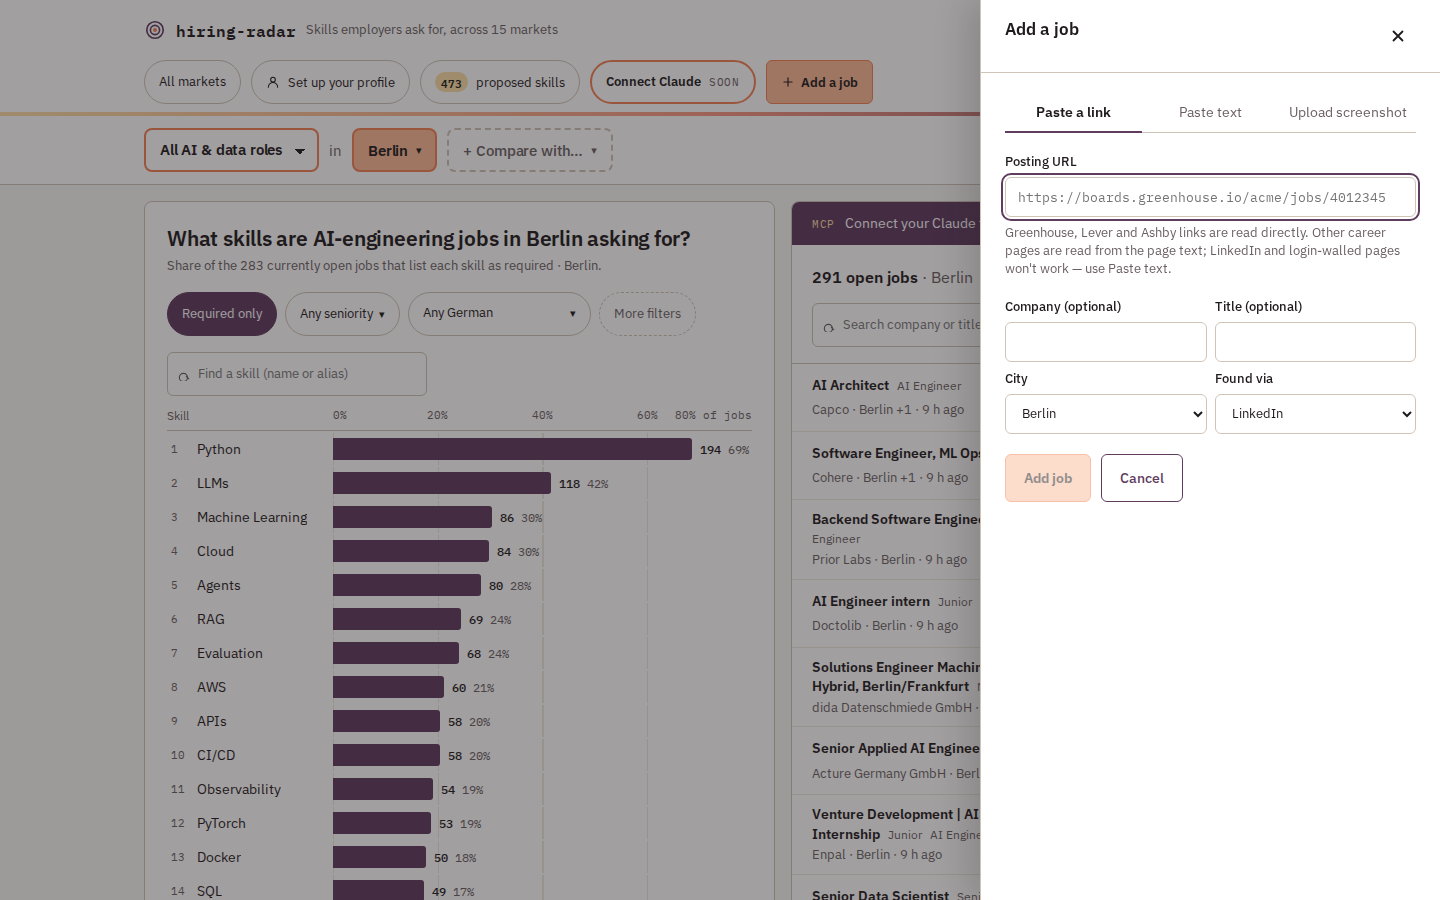 hiring-radar Skills employers ask for, across 15 markets
All markets
Set up your profile
473 proposed skills
Connect Claude SOON
+ Add a job
All AI & data roles
in
Berlin ▾
+ Compare with... ▾
What skills are AI-engineering jobs in Berlin asking for?
Share of the 283 currently open jobs that list each skill as required · Berlin.
Required only
Any seniority ▾
Any German ▾
More filters
Find a skill (name or alias)
Skill 0% 20% 40% 60% 80% of jobs
1 Python 194 69%
2 LLMs 118 42%
3 Machine Learning 86 30%
4 Cloud 84 30%
5 Agents 80 28%
6 RAG 69 24%
7 Evaluation 68 24%
8 AWS 60 21%
9 APIs 58 20%
10 CI/CD 58 20%
11 Observability 54 19%
12 PyTorch 53 19%
13 Docker 50 18%
14 SQL 49 17%
MCP Connect your Claude
291 open jobs · Berlin
Search company or title
AI Architect AI Engineer
Capco · Berlin +1 · 9 h ago
Software Engineer, ML Ops
Cohere · Berlin +1 · 9 h ago
Backend Software Enginee
Engineer
Prior Labs · Berlin · 9 h ago
AI Engineer intern Junior
Doctolib · Berlin · 9 h ago
Solutions Engineer Machin
Hybrid, Berlin/Frankfurt
dida Datenschmiede GmbH ·
Senior Applied AI Enginee
Acture Germany GmbH · Berl
Venture Development | AI
Internship Junior AI Engine
Enpal · Berlin · 9 h ago
Senior Data Scientist Seni
Add a job
✕
Paste a link
Paste text
Upload screenshot
Posting URL
https://boards.greenhouse.io/acme/jobs/4012345
Greenhouse, Lever and Ashby links are read directly. Other career
pages are read from the page text; LinkedIn and login-walled pages
won't work — use Paste text.
Company (optional)
Title (optional)
City
Found via
Berlin
LinkedIn
Add job
Cancel